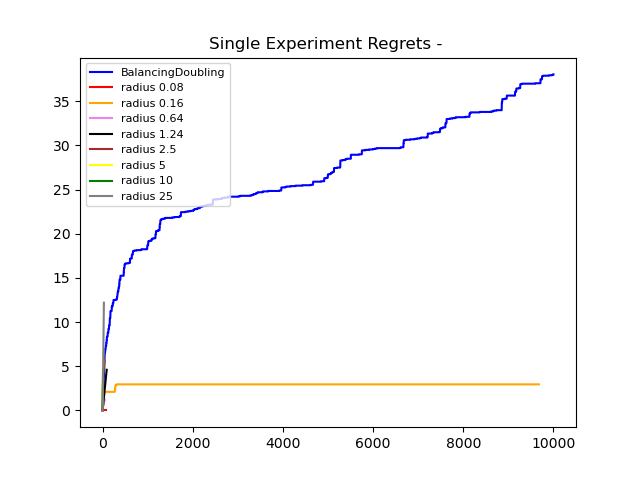 Single Experiment Regrets -
BalancingDoubling
radius 0.08
radius 0.16
radius 0.64
radius 1.24
radius 2.5
radius 5
radius 10
radius 25
35
30
25
20
15
10
5
0
0 2000 4000 6000 8000 10000